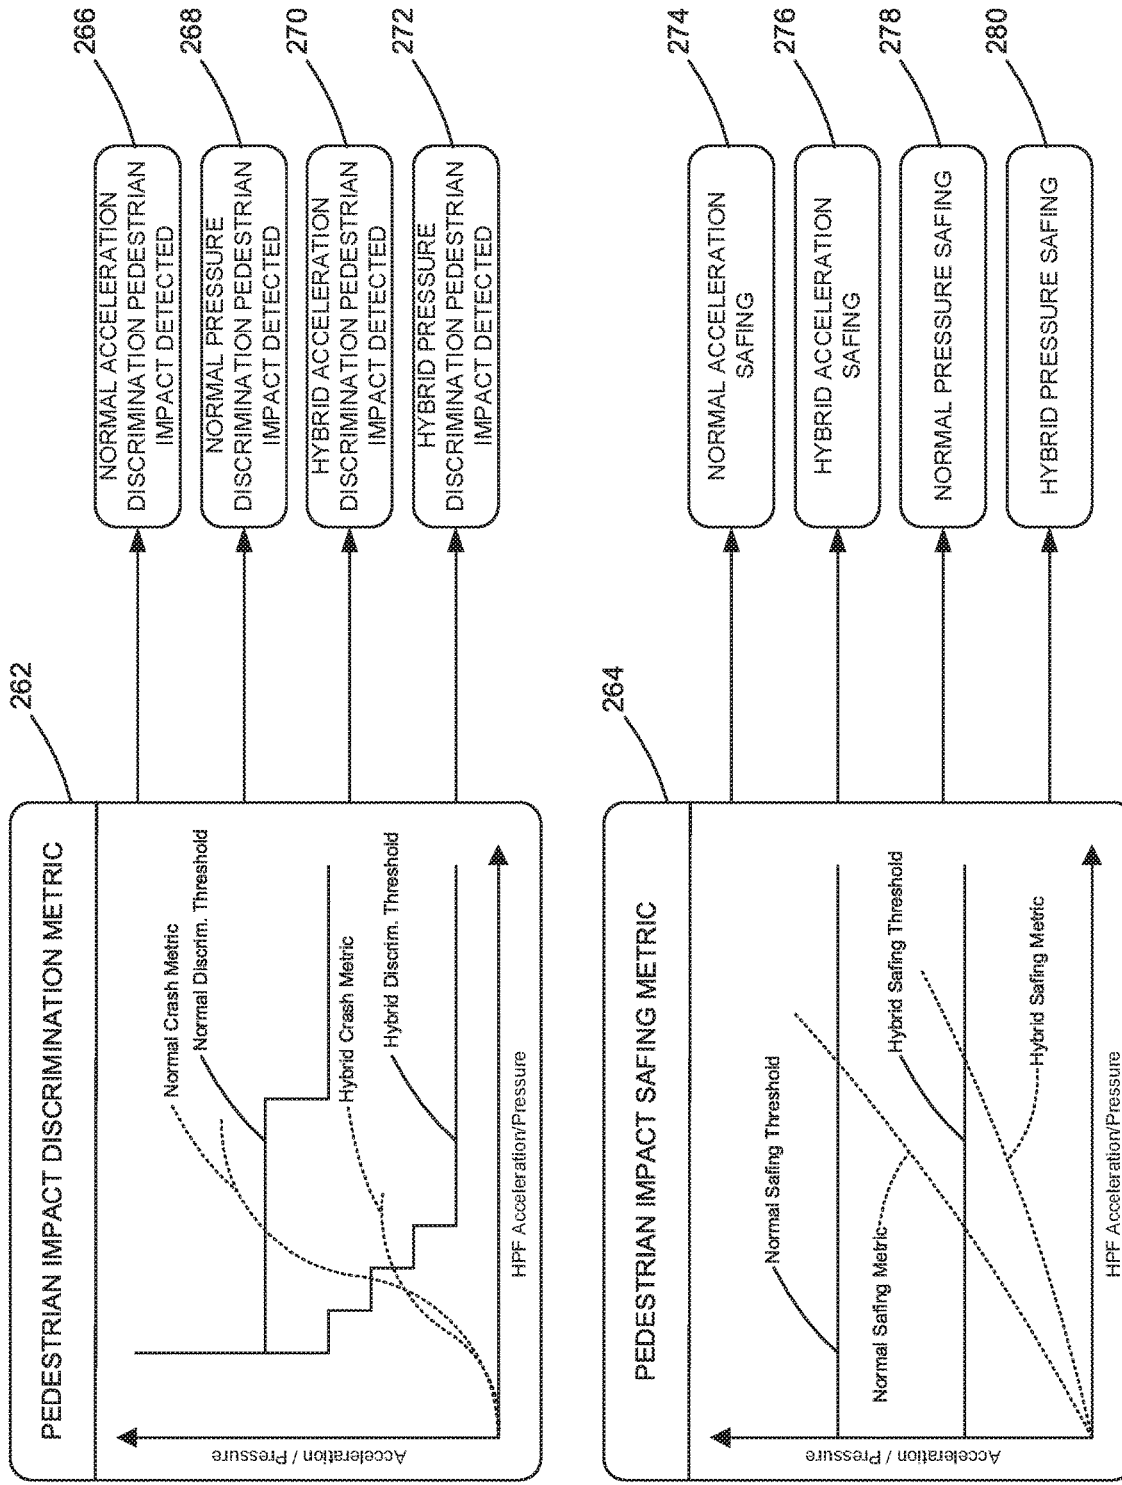 262
PEDESTRIAN IMPACT DISCRIMINATION METRIC
Normal Crash Metric
Normal Discrim. Threshold
Hybrid Crash Metric
Hybrid Discrim. Threshold
Acceleration / Pressure
HPF Acceleration/Pressure
266
NORMAL ACCELERATION
DISCRIMINATION PEDESTRIAN
IMPACT DETECTED
268
NORMAL PRESSURE
DISCRIMINATION PEDESTRIAN
IMPACT DETECTED
270
HYBRID ACCELERATION
DISCRIMINATION PEDESTRIAN
IMPACT DETECTED
272
HYBRID PRESSURE
DISCRIMINATION PEDESTRIAN
IMPACT DETECTED
264
PEDESTRIAN IMPACT SAFING METRIC
Normal Safing Threshold
Normal Safing Metric
Hybrid Safing Threshold
Hybrid Safing Metric
Acceleration / Pressure
HPF Acceleration/Pressure
274
NORMAL ACCELERATION
SAFING
276
HYBRID ACCELERATION
SAFING
278
NORMAL PRESSURE SAFING
280
HYBRID PRESSURE SAFING